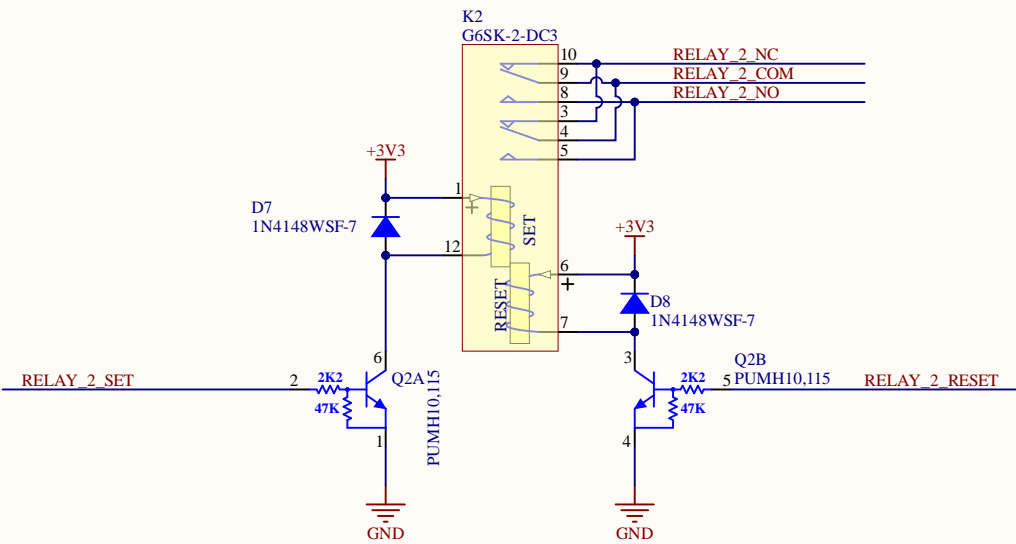 K2
G6SK-2-DC3
10
RELAY_2_NC
9
RELAY_2_COM
8
RELAY_2_NO
3
4
5
+3V3
1
+
D7
1N4148WSF-7
SET
12
+3V3
6
+
RESET
D8
1N4148WSF-7
7
6
3
RELAY_2_SET
2
2K2
47K
Q2A
PUMH10,115
1
Q2B
PUMH10,115
2K2
47K
5
RELAY_2_RESET
4
GND
GND